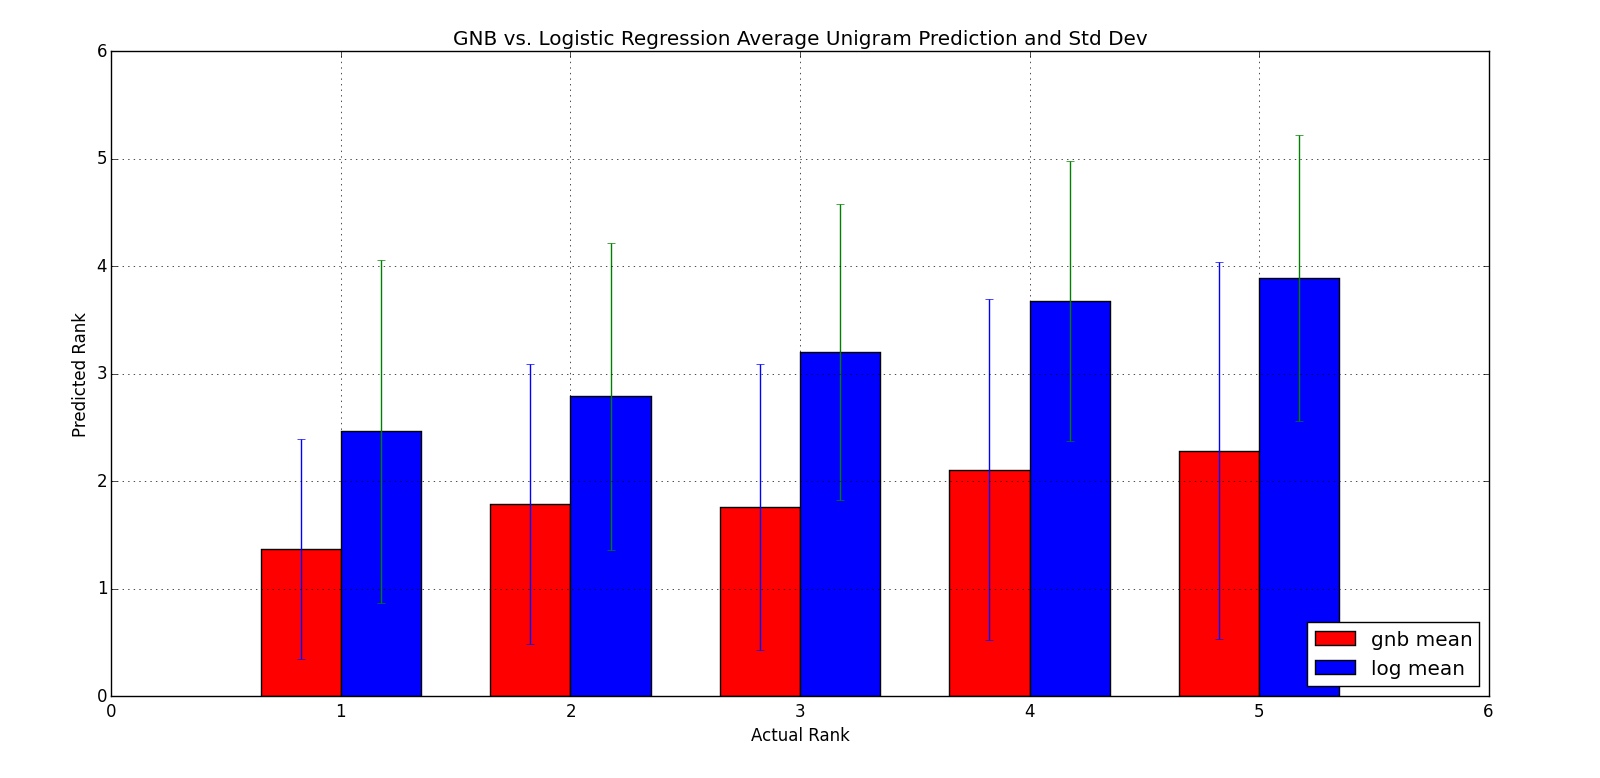 GNB vs. Logistic Regression Average Unigram Prediction and Std Dev
6
5
4
3
2
1
0
Predicted Rank
0 1 2 3 4 5 6
Actual Rank
gnb mean
log mean